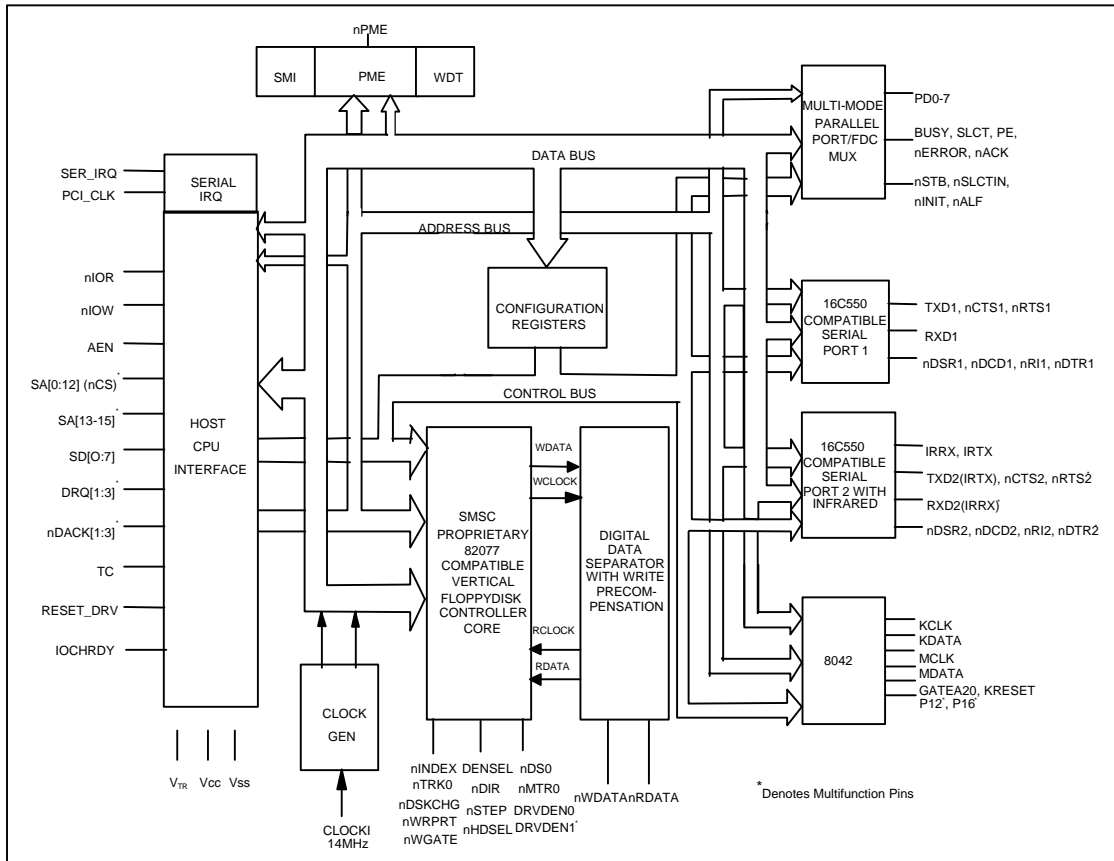 nPME
SMI
PME
WDT
MULTI-MODE
PARALLEL
PORT/FDC
MUX
PD0-7
BUSY, SLCT, PE,
nERROR, nACK
nSTB, nSLCTIN,
nINIT, nALF
DATA BUS
SER_IRQ
PCI_CLK
SERIAL
IRQ
ADDRESS BUS
nIOR
nIOW
AEN
SA[0:12] (nCS)*
SA[13-15]*
SD[O:7]
DRQ[1:3]*
nDACK[1:3]*
TC
RESET_DRV
IOCHRDY
HOST
CPU
INTERFACE
CONFIGURATION
REGISTERS
16C550
COMPATIBLE
SERIAL
PORT 1
TXD1, nCTS1, nRTS1
RXD1
nDSR1, nDCD1, nRI1, nDTR1
CONTROL BUS
WDATA
WCLOCK
SMSC
PROPRIETARY
82077
COMPATIBLE
VERTICAL
FLOPPYDISK
CONTROLLER
CORE
RCLOCK
RDATA
DIGITAL
DATA
SEPARATOR
WITH WRITE
PRECOM-
PENSATION
16C550
COMPATIBLE
SERIAL
PORT 2 WITH
INFRARED
IRRX, IRTX
TXD2(IRTX), nCTS2, nRTS2*
RXD2(IRRX)*
nDSR2, nDCD2, nRI2, nDTR2*
8042
KCLK
KDATA
MCLK
MDATA
GATEA20, KRESET
P12*, P16*
CLOCK
GEN
VTR Vcc Vss
CLOCKI
14MHz
nINDEX
nTRK0
nDSKCHG
nWRPRT
nWGATE
DENSEL
nDIR
nSTEP
nHDSEL
nDS0
nMTR0
DRVDEN0
DRVDEN1*
nWDATA
nRDATA
*Denotes Multifunction Pins